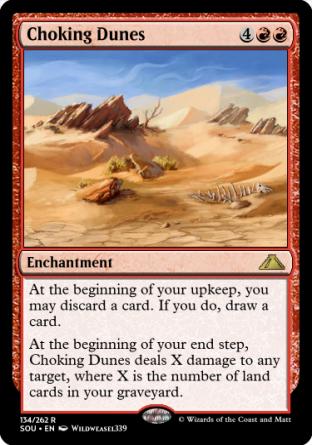 Choking Dunes 4
Enchantment
At the beginning of your upkeep, you
may discard a card. If you do, draw a
card.
At the beginning of your end step,
Choking Dunes deals X damage to any
target, where X is the number of land
cards in your graveyard.
134/262 R
SOU • EN Wildweasel339
© Wizards of the Coast and Matt